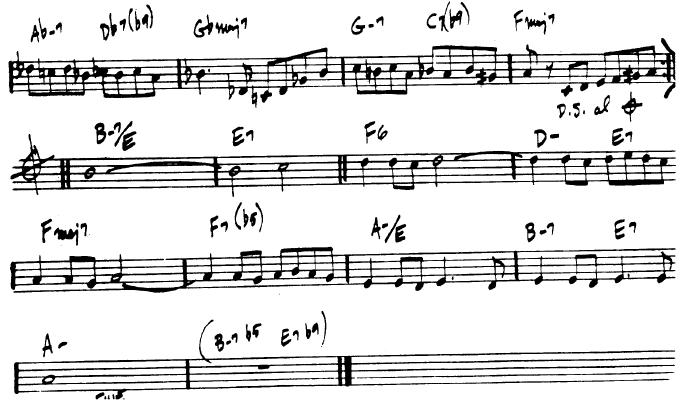 Ab-7 Db7(b9) Gbmaj7 G-7 C7(b9) Fmaj7
D.S. al 𝄌
B-7/E E7 F6 D- E7
Fmaj7 F7(b5) A-/E B-7 E7
A- (B-7b5 E7b9)